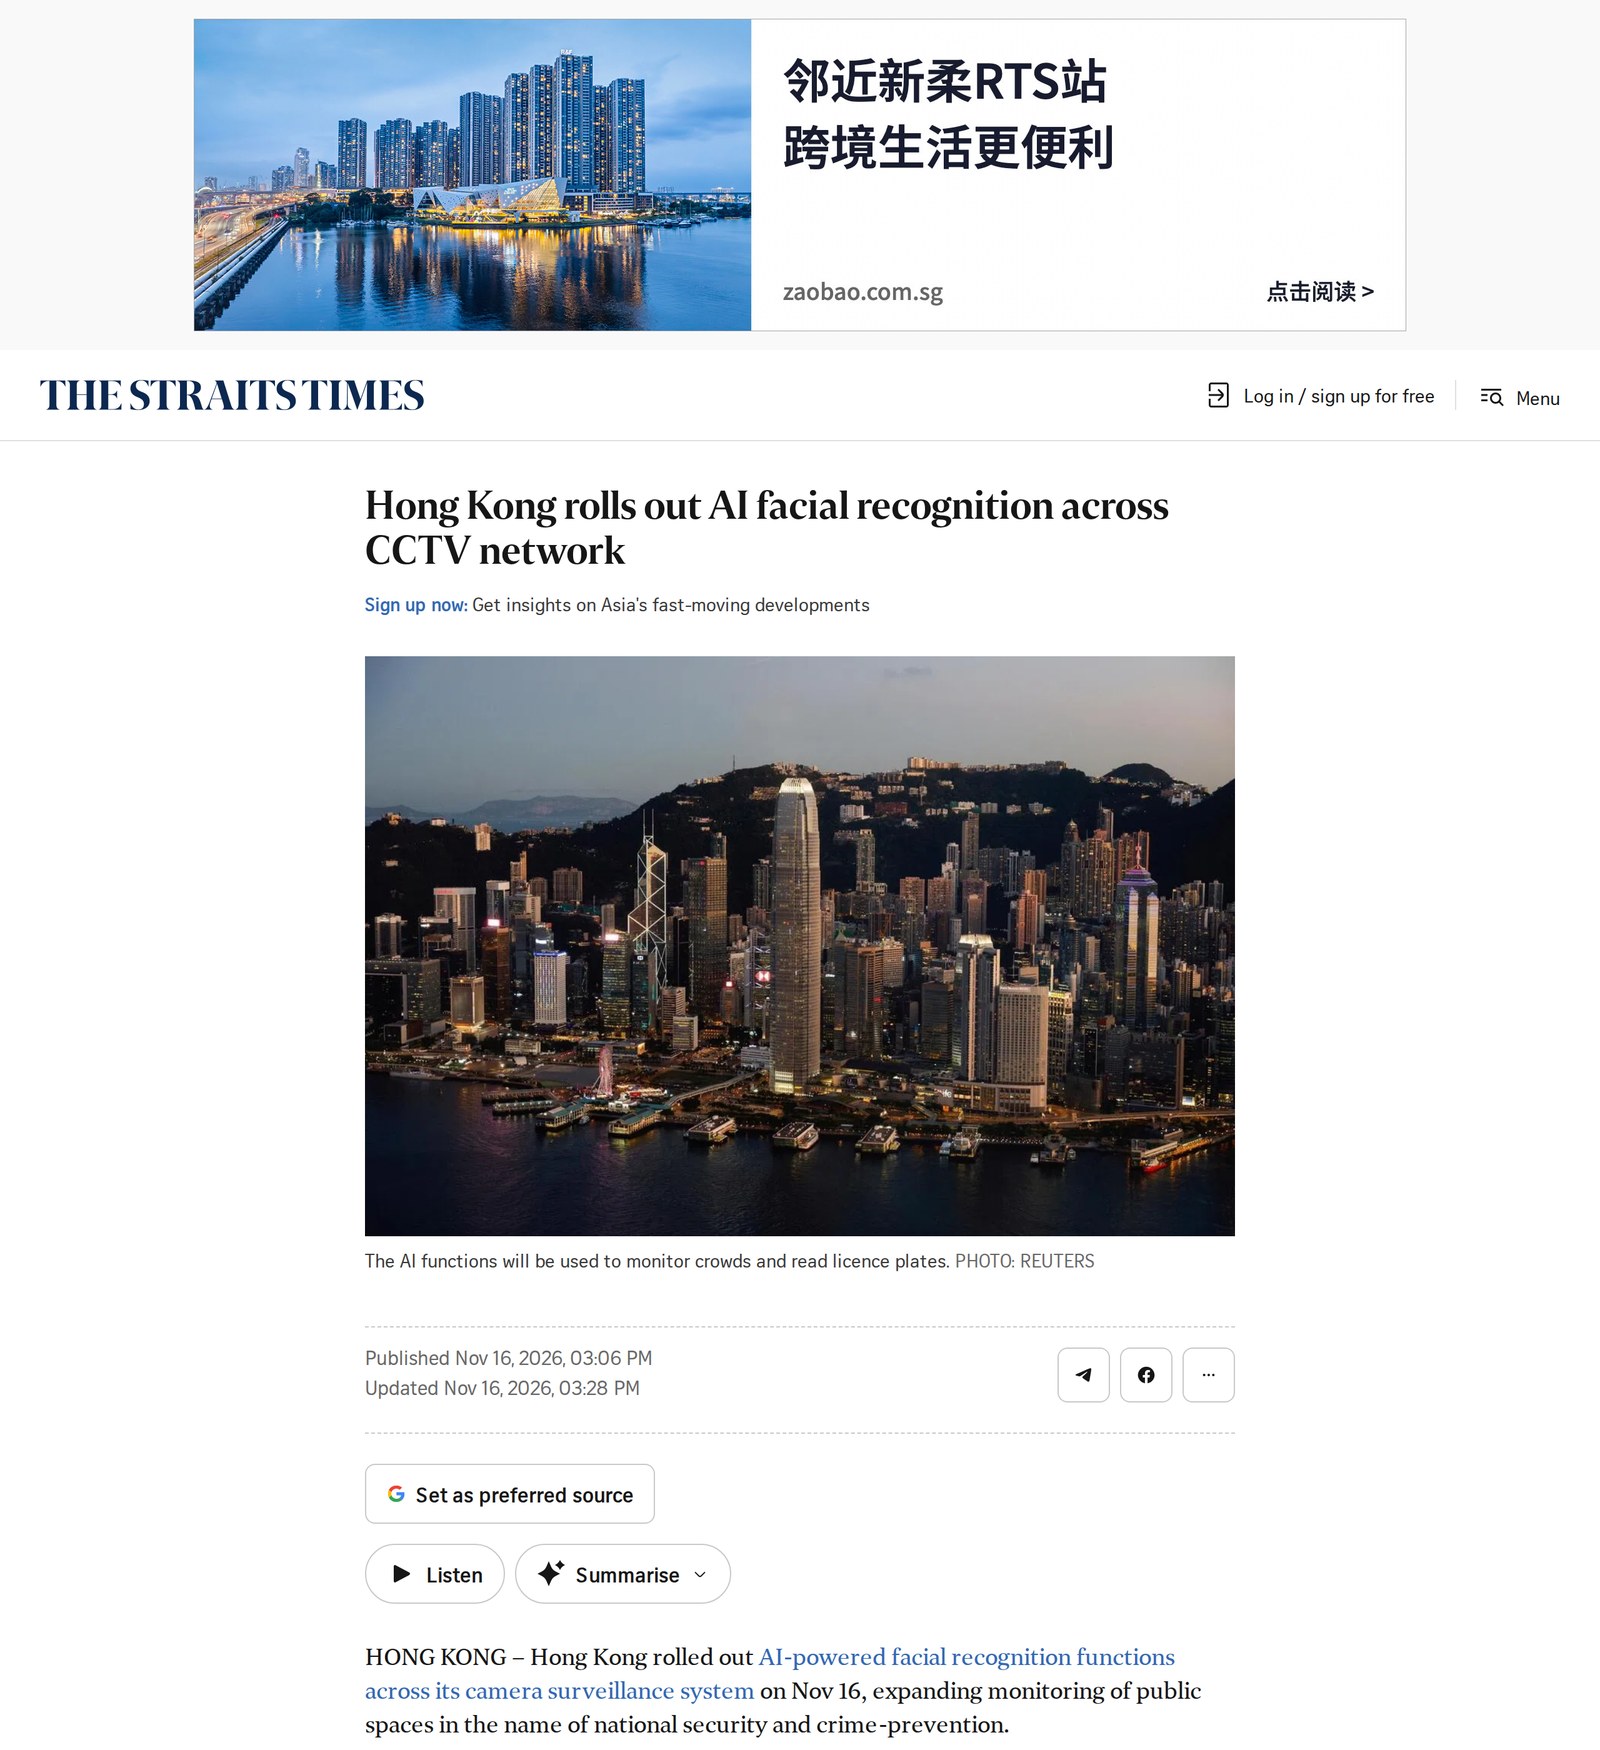 邻近新柔RTS站
跨境生活更便利
zaobao.com.sg
点击阅读 >
THE STRAITS TIMES
Log in / sign up for free
Menu
Hong Kong rolls out AI facial recognition across
CCTV network
Sign up now: Get insights on Asia's fast-moving developments
The AI functions will be used to monitor crowds and read licence plates. PHOTO: REUTERS
Published Nov 16, 2026, 03:06 PM
Updated Nov 16, 2026, 03:28 PM
Set as preferred source
Listen
Summarise
HONG KONG – Hong Kong rolled out AI-powered facial recognition functions
across its camera surveillance system on Nov 16, expanding monitoring of public
spaces in the name of national security and crime-prevention.